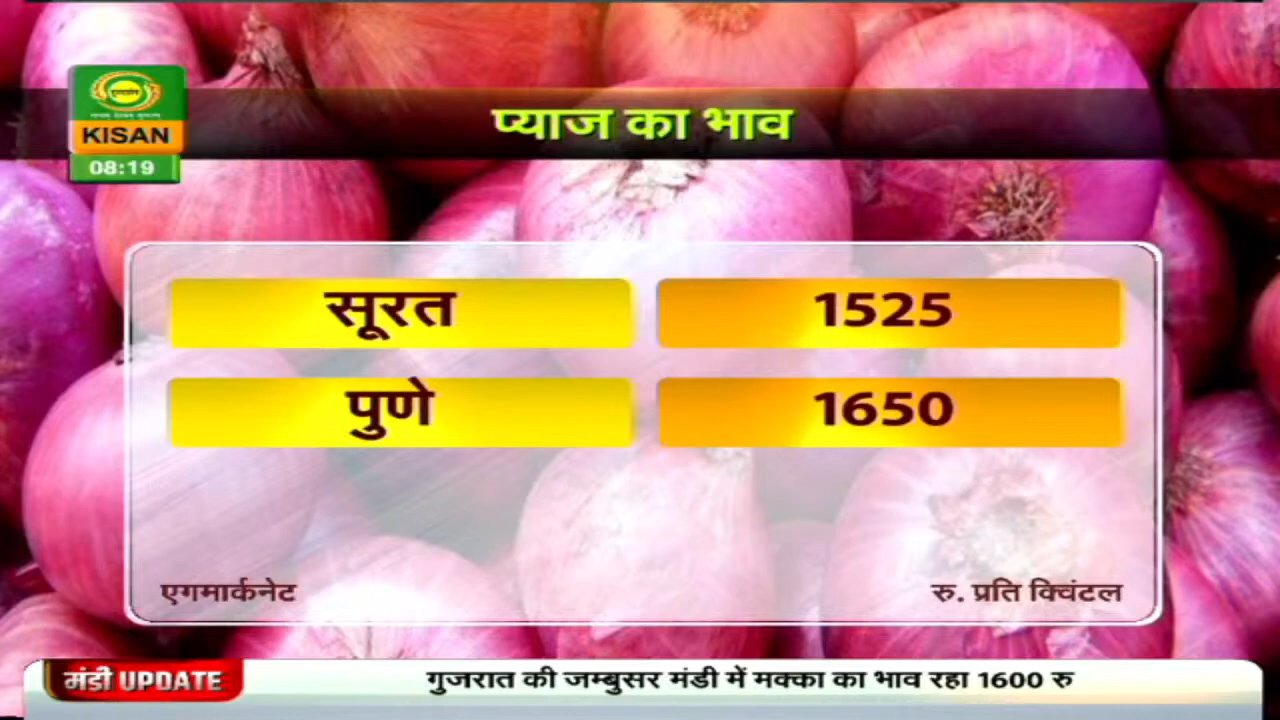 प्याज का भाव
KISAN
08:19
सूरत 1525
पुणे 1650
एगमार्कनेट रु. प्रति क्विंटल
मंडी UPDATE गुजरात की जम्बुसर मंडी में मक्का का भाव रहा 1600 रु